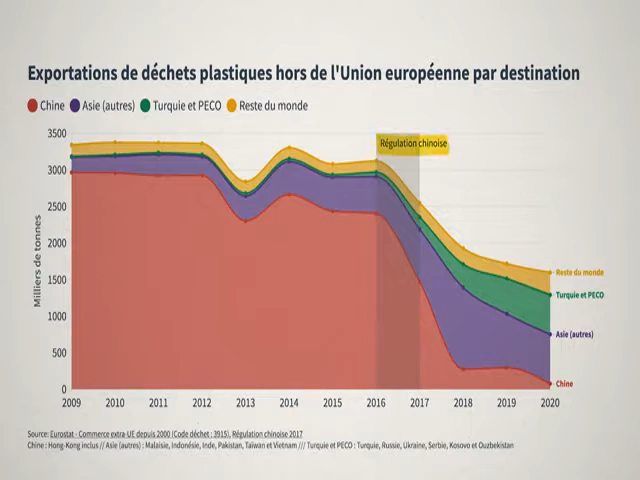 Exportations de déchets plastiques hors de l'Union européenne par destination
Chine Asie (autres) Turquie et PECO Reste du monde
Milliers de tonnes
3500
3000
2500
2000
1500
1000
500
0
Régulation chinoise
Reste du monde
Turquie et PECO
Asie (autres)
Chine
2009 2010 2011 2012 2013 2014 2015 2016 2017 2018 2019 2020
Source: Eurostat - Commerce extra-UE depuis 2000 (Code déchet : 3915), Régulation chinoise 2017
Chine : Hong-Kong inclus // Asie (autres) : Malaisie, Indonésie, Inde, Pakistan, Taïwan et Vietnam /// Turquie et PECO : Turquie, Russie, Ukraine, Serbie, Kosovo et Ouzbekistan